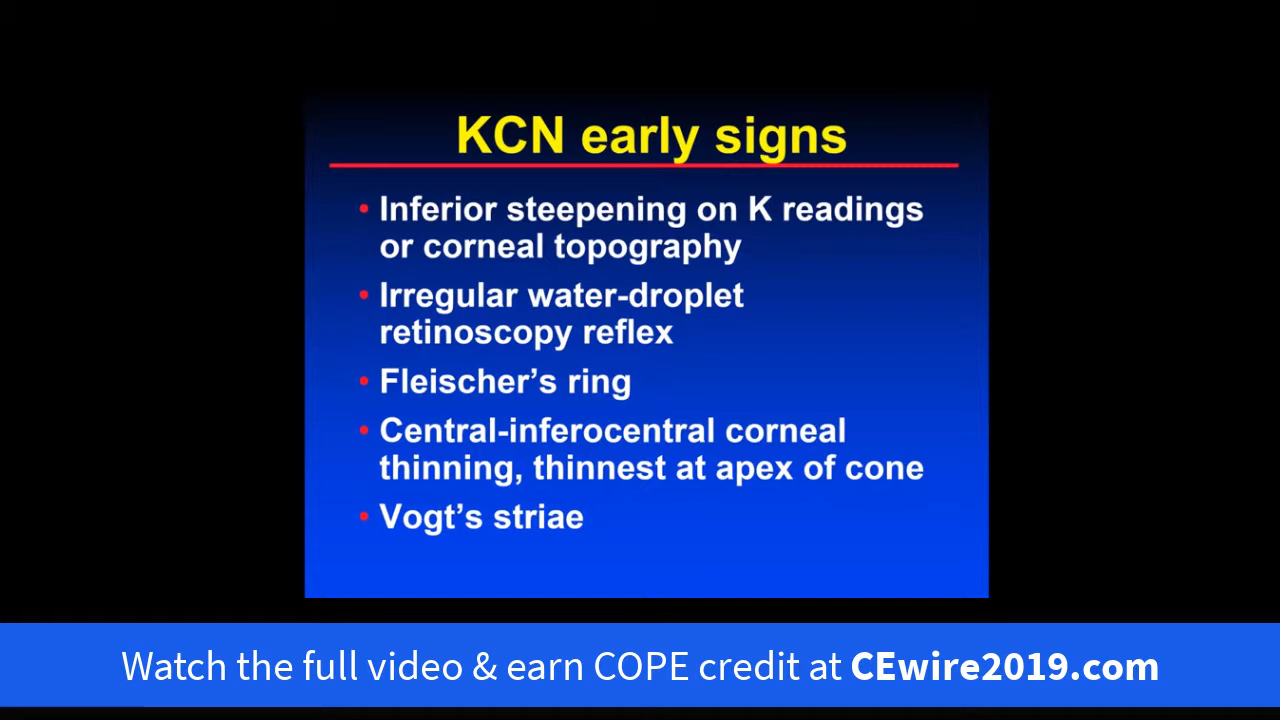 KCN early signs
• Inferior steepening on K readings
or corneal topography
• Irregular water-droplet
retinoscopy reflex
• Fleischer’s ring
• Central-inferocentral corneal
thinning, thinnest at apex of cone
• Vogt’s striae
Watch the full video & earn COPE credit at CEwire2019.com